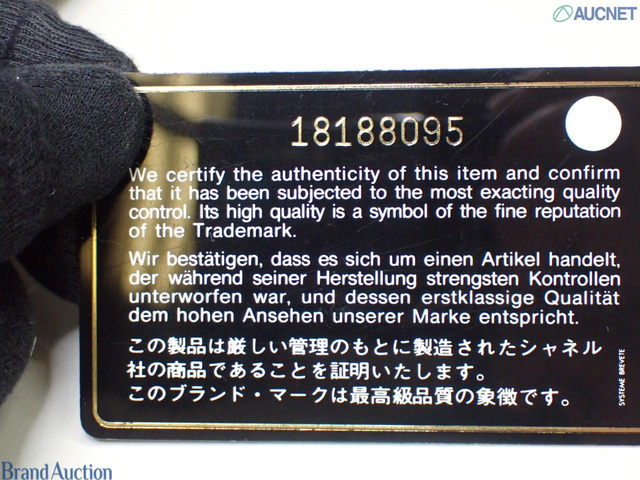 AUCNET
18188095
We certify the authenticity of this item and confirm
that it has been subjected to the most exacting quality
control. Its high quality is a symbol of the fine reputation
of the Trademark.
Wir bestätigen, dass es sich um einen Artikel handelt,
der während seiner Herstellung strengsten Kontrollen
unterworfen war, und dessen erstklassige Qualität
dem hohen Ansehen unserer Marke entspricht.
この製品は厳しい管理のもとに製造されたシャネル
社の商品であることを証明いたします。
このブランド・マークは最高級品質の象徴です。
SYSTEME BREVETE
Brand Auction